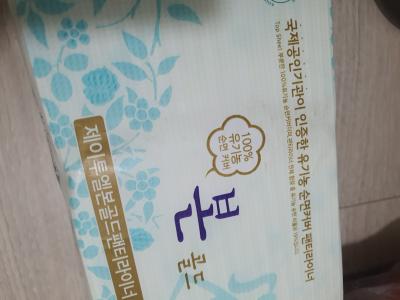 국제공인기관이 인증한 유기농 순면커버 팬티라이너
100%
유기농
순면 커버
본
골드
제이투엘본골드팬티라이너